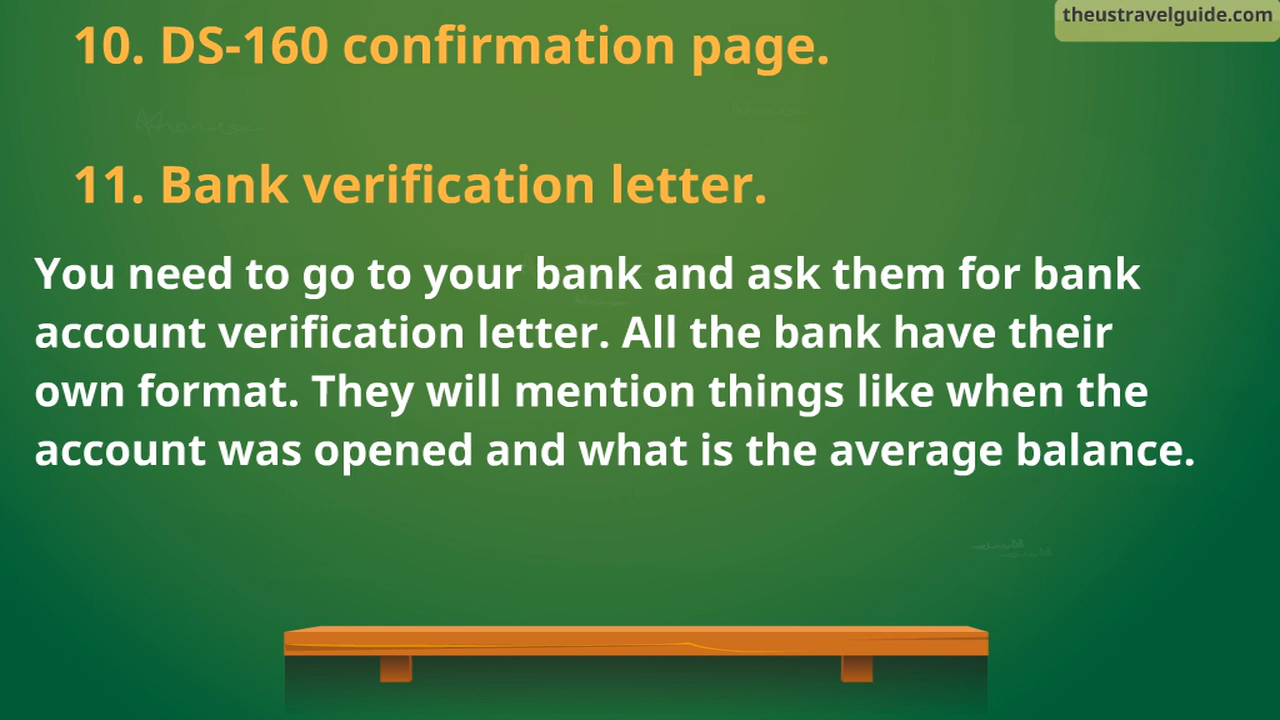 theustravelguide.com
10. DS-160 confirmation page.
11. Bank verification letter.
You need to go to your bank and ask them for bank
account verification letter. All the bank have their
own format. They will mention things like when the
account was opened and what is the average balance.